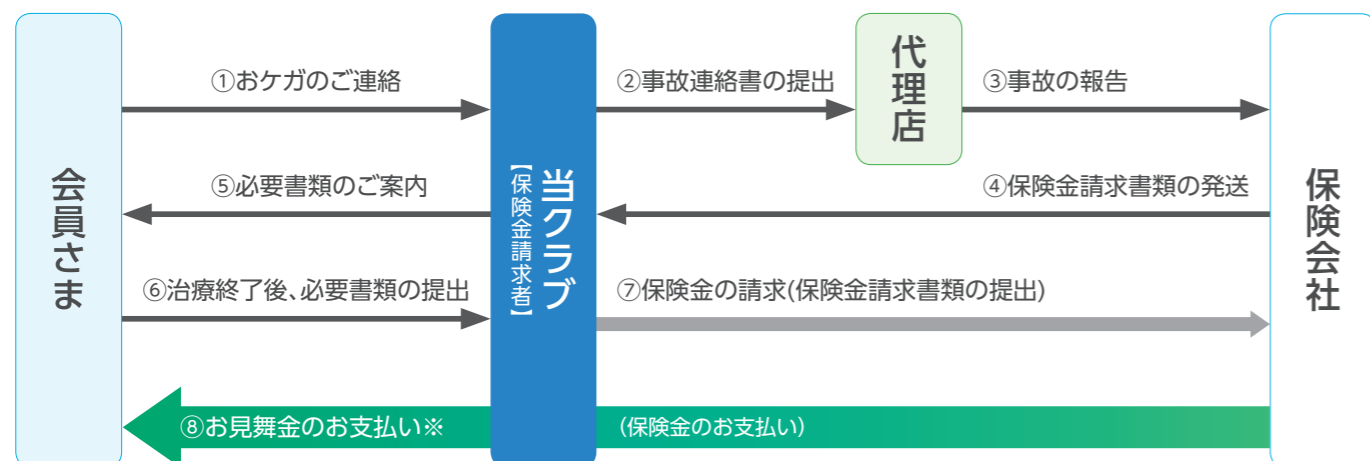 会員さま
①おケガのご連絡
当クラブ
【保険金請求者】
②事故連絡書の提出
代理店
③事故の報告
保険会社
⑤必要書類のご案内
④保険金請求書類の発送
⑥治療終了後、必要書類の提出
⑦保険金の請求(保険金請求書類の提出)
⑧お見舞金のお支払い※
（保険金のお支払い）